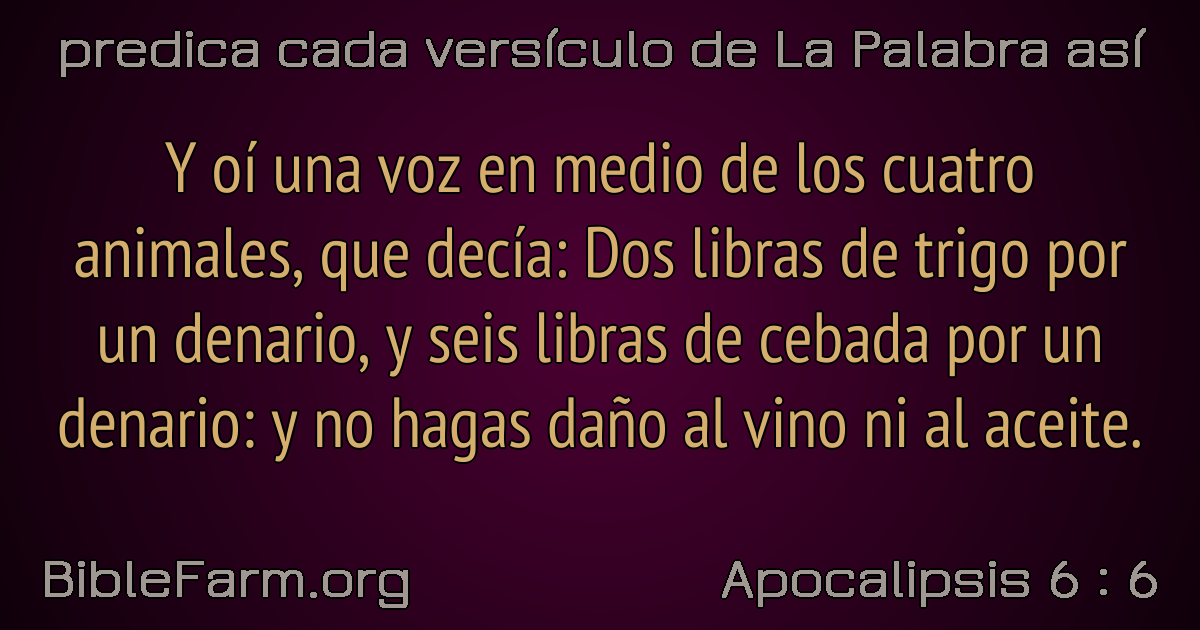 predica cada versículo de La Palabra así
Y oí una voz en medio de los cuatro
animales, que decía: Dos libras de trigo por
un denario, y seis libras de cebada por un
denario: y no hagas daño al vino ni al aceite.
BibleFarm.org
Apocalipsis 6 : 6